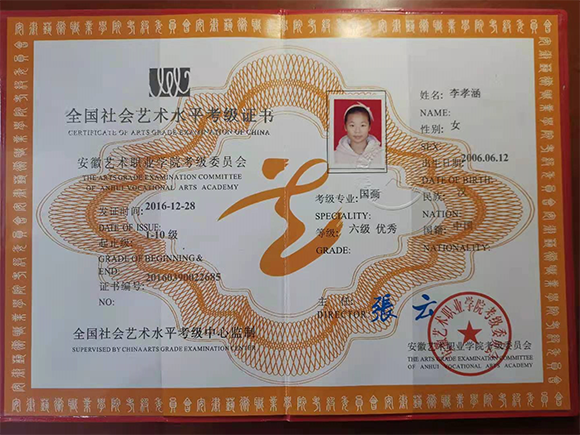 全国社会艺术水平考级证书
CERTIFICATE OF ARTS GRADE EXAMINATION OF CHINA
安徽艺术职业学院考级委员会
THE ARTS GRADE EXAMINATION COMMITTEE
OF ANHUI VOCATIONAL ARTS ACADEMY
发证时间: 2016-12-28
DATE OF ISSUE:
起止级: 1-10 级
GRADE OF BEGINNING &
END:
证书编号: 20160390022685
NO:
全国社会艺术水平考级中心监制
SUPERVISED BY CHINA ARTS GRADE EXAMINATION CENTER
姓名: 李孝涵
NAME:
性别: 女
SEX:
出生日期: 2006.06.12
DATE OF BIRTH:
民族:
NATION:
国籍: 中国
NATIONALITY:
考级专业: 国画
SPECIALITY:
等级: 六级 优秀
GRADE:
主 任:
DIRECTOR: 張云
安徽艺术职业学院考级委员会
THE ARTS GRADE EXAMINATION COMMITTEE
OF ANHUI VOCATIONAL ARTS ACADEMY